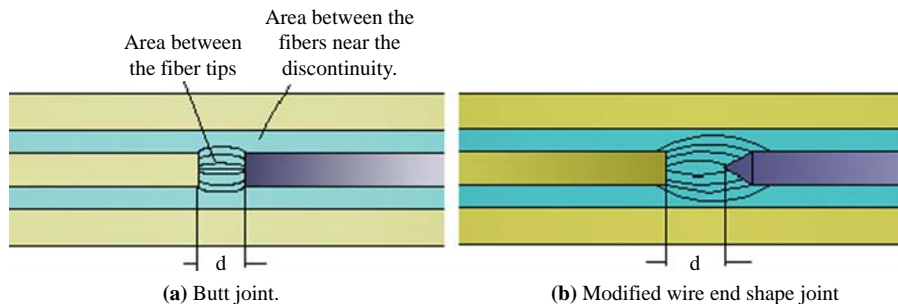 Area between
the fiber tips
Area between the
fibers near the
discontinuity.
d
d
(a) Butt joint.
(b) Modified wire end shape joint